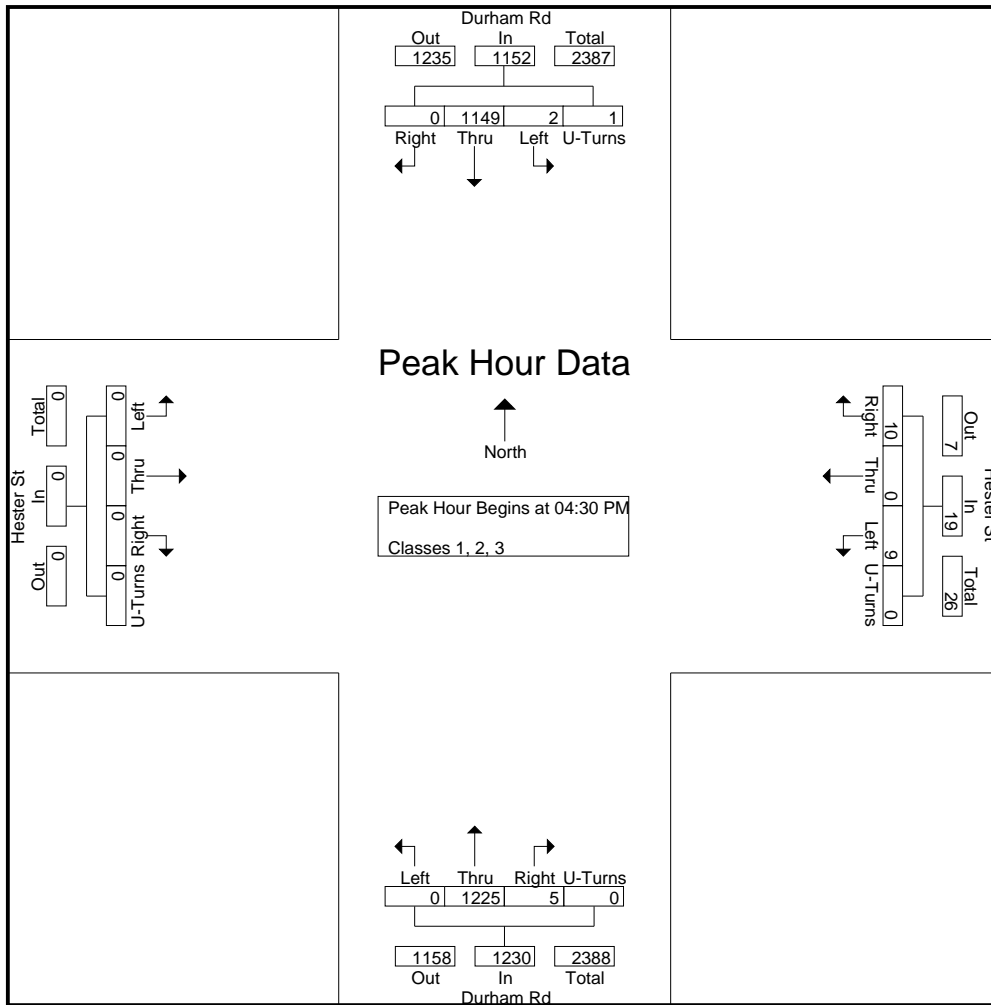 Durham Rd
Out In Total
1235 1152 2387
0 1149 2 1
Right Thru Left U-Turns
Peak Hour Data
North
Peak Hour Begins at 04:30 PM
Classes 1, 2, 3
Hester St
Total In Out
0 0 0
0 0 0 0
Left Thru Right U-Turns
Right Thru Left U-Turns
10 0 9 0
7 19 26
Out In Total
Hester St
Left Thru Right U-Turns
0 1225 5 0
1158 1230 2388
Out In Total
Durham Rd